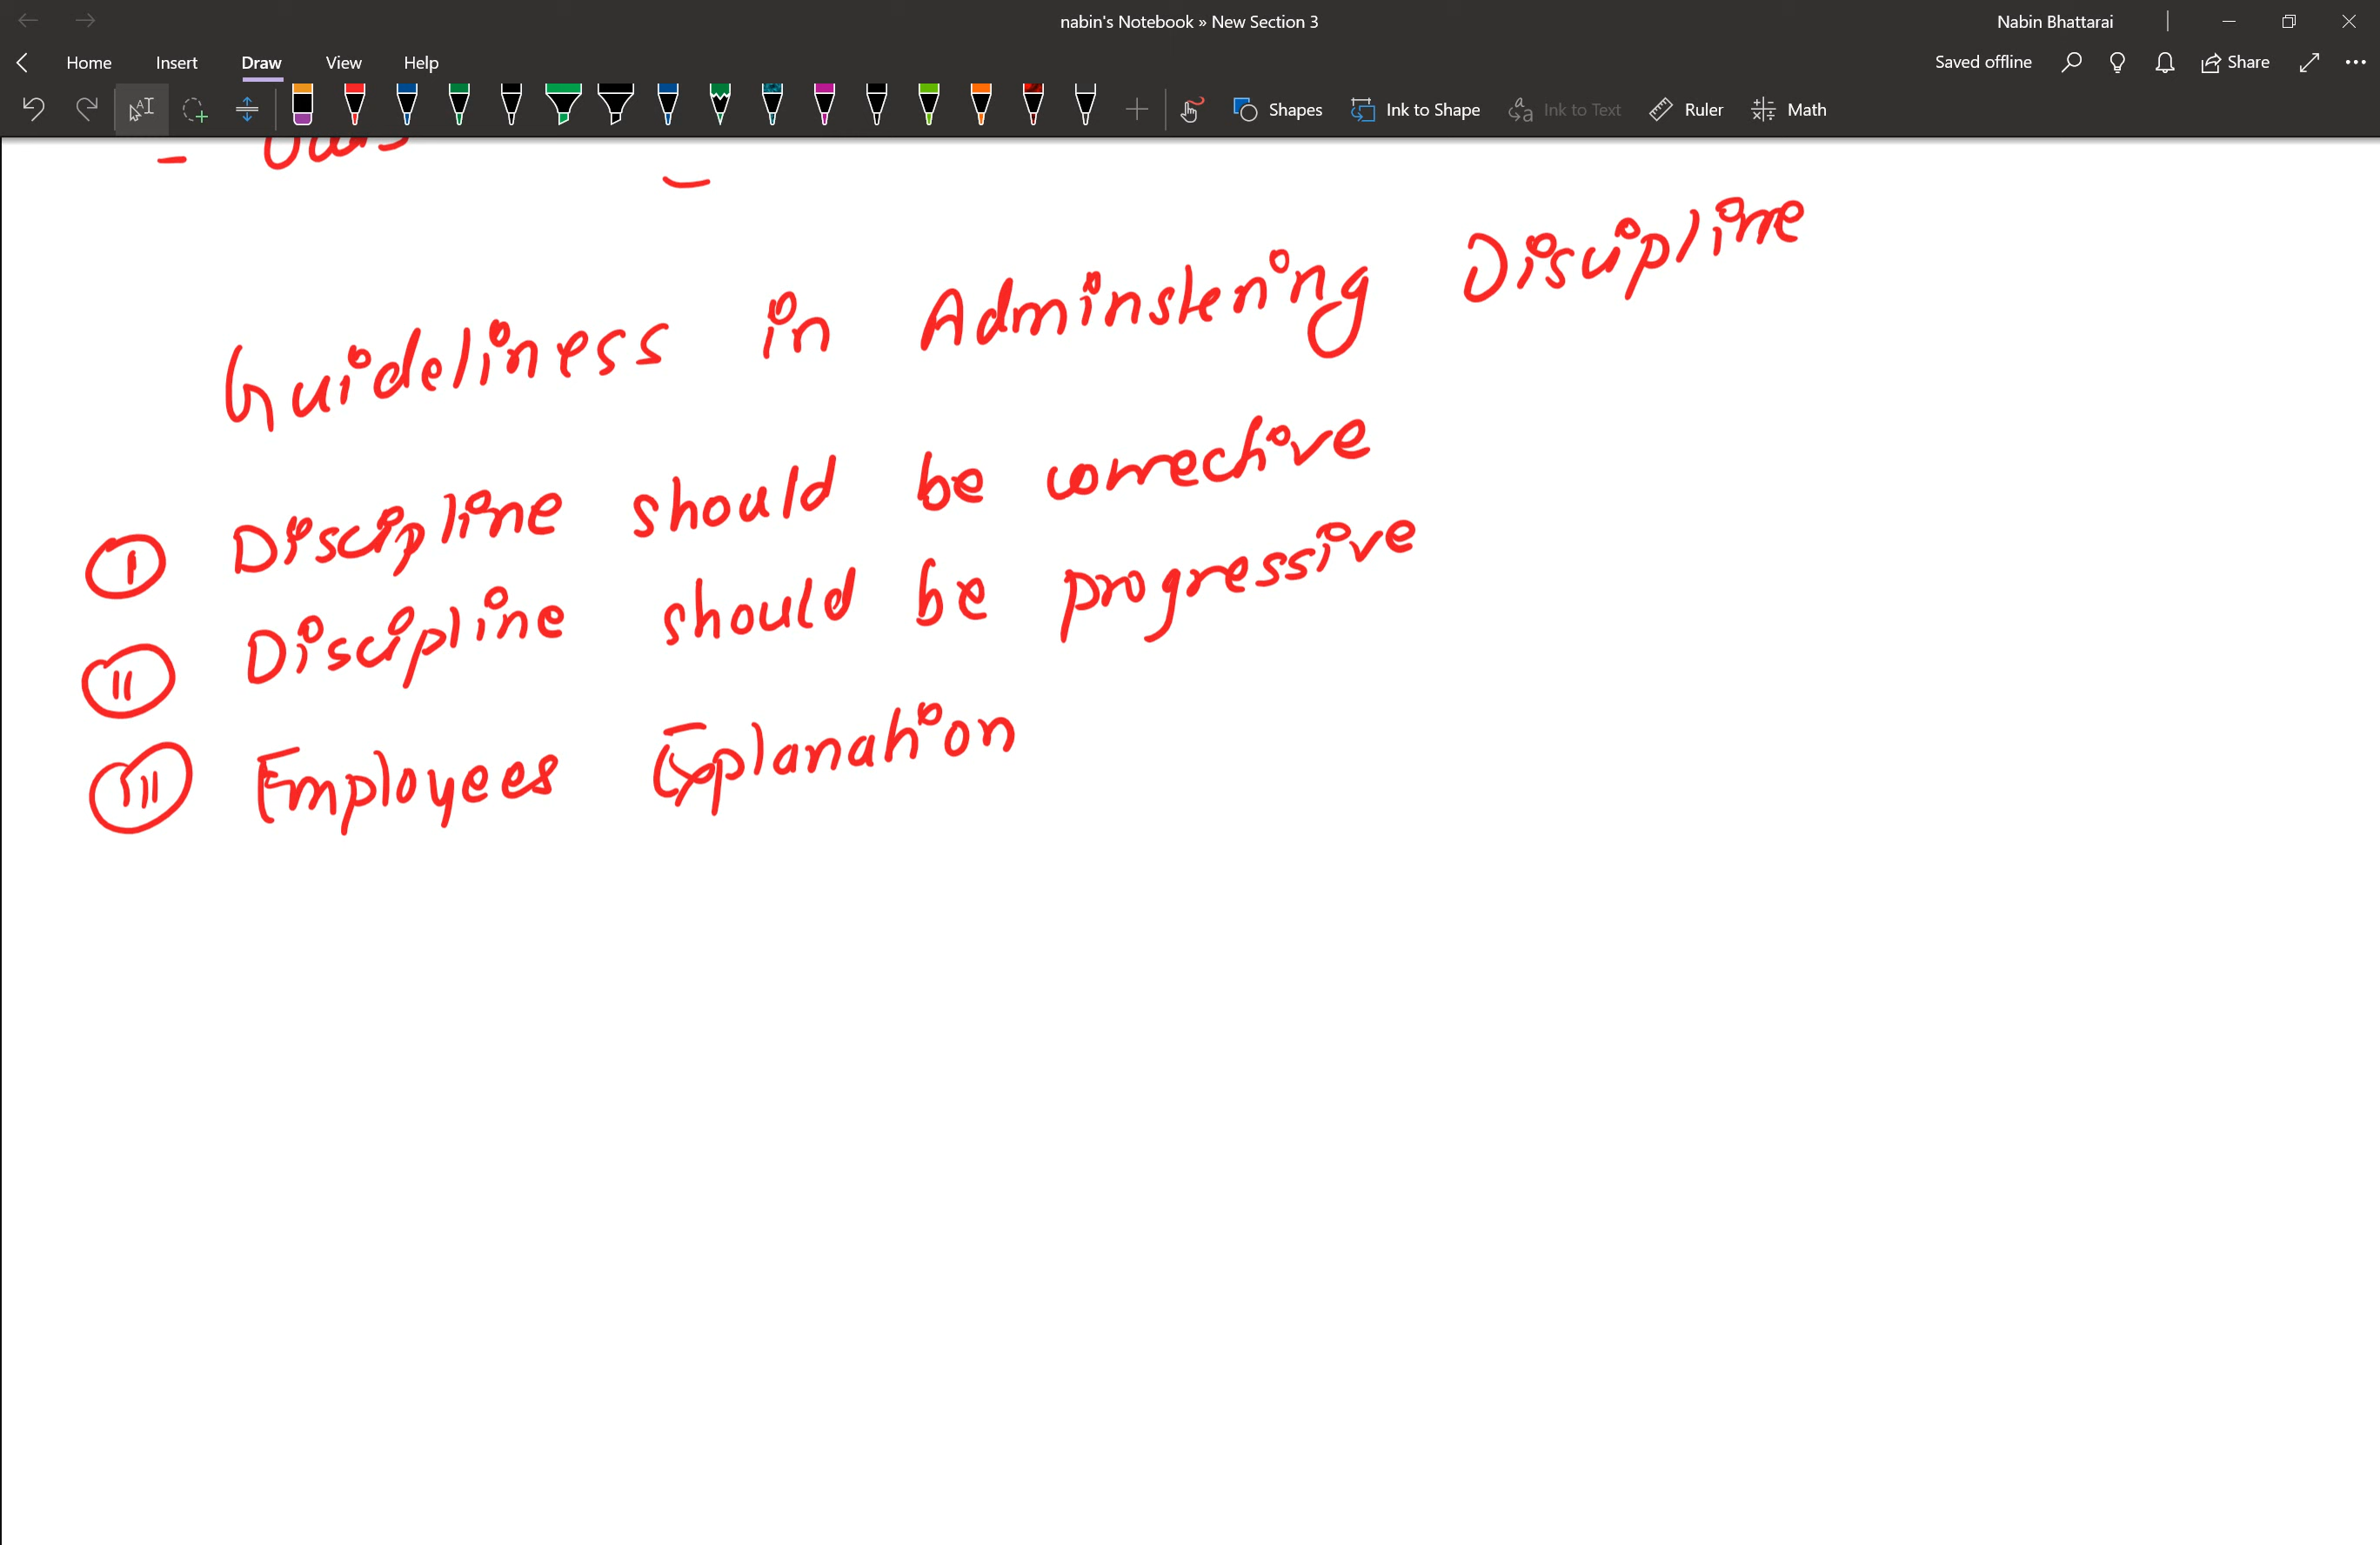 nabin's Notebook » New Section 3 Nabin Bhattarai
Home Insert Draw View Help Saved offline Share
Shapes Ink to Shape Ink to Text Ruler Math
Guideliness in Adminstering Discipline
I Discipline should be corrective
II Discipline should be progressive
III Employees Explanation